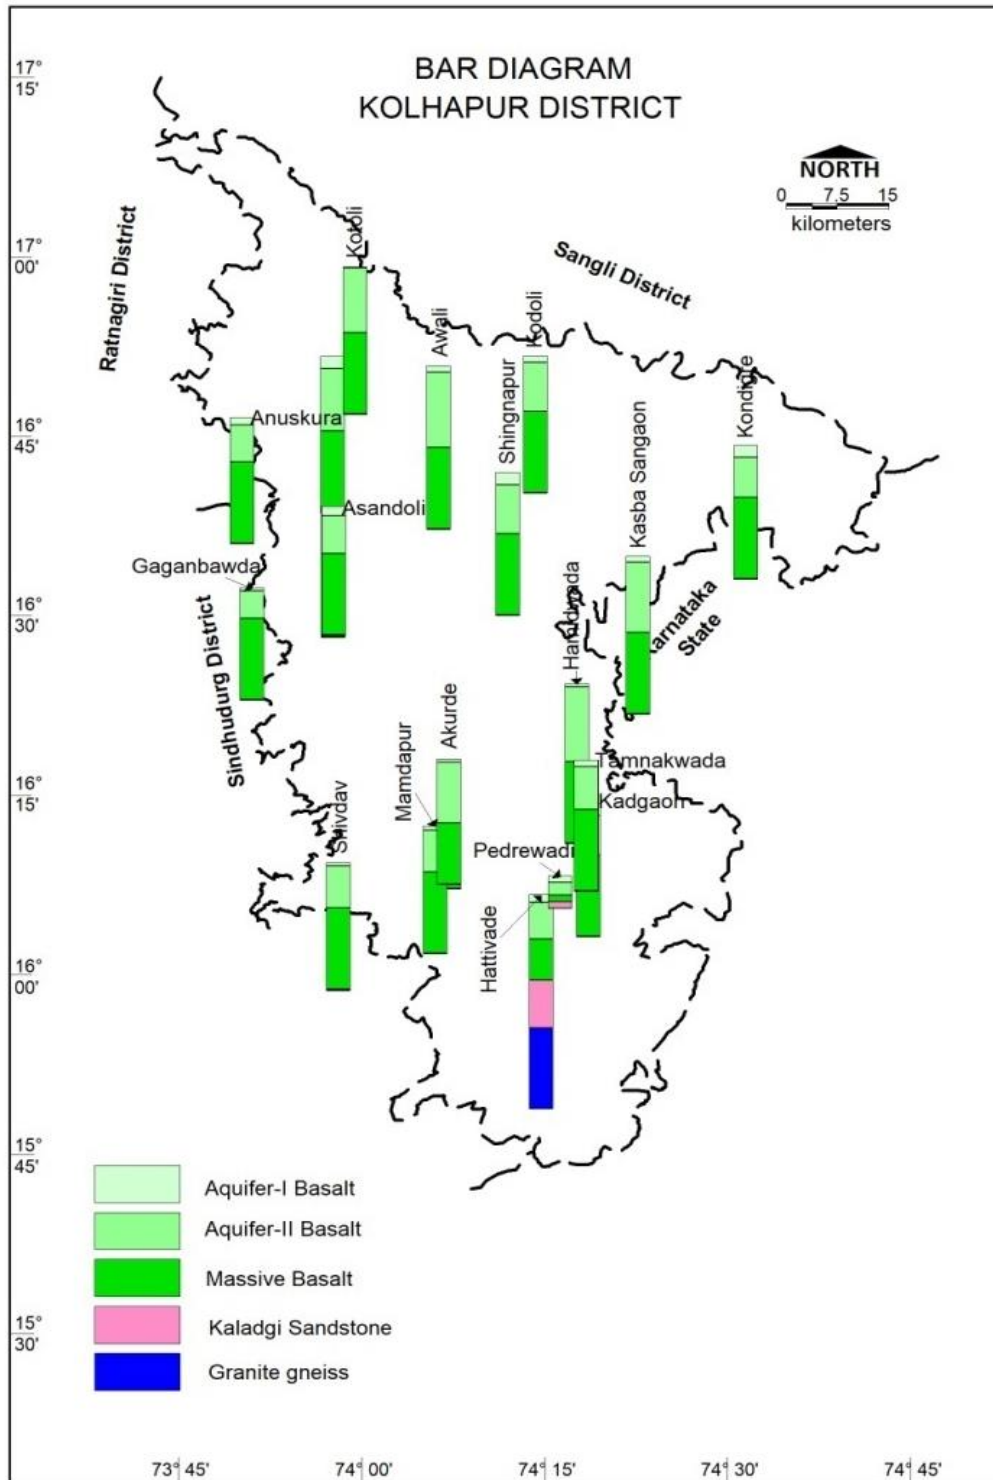 BAR DIAGRAM
KOLHAPUR DISTRICT
NORTH
0 7.5 15
kilometers
17°
15'
17°
00'
16°
45'
16°
30'
16°
15'
16°
00'
15°
45'
15°
30'
Ratnagiri District
Sangli District
Sindhudurg District
arnataka
State
Kotoli
Awali
Kodoli
Shingnapur
Kondigre
Kasba Sangaon
Anuskura
Asandoli
Gaganbawda
Hamidwada
Akurde
Mamdapur
Shivdav
Tamnakwada
Kadgaon
Pedrewadi
Hattivade
Aquifer-I Basalt
Aquifer-II Basalt
Massive Basalt
Kaladgi Sandstone
Granite gneiss
73°45' 74°00' 74°15' 74°30' 74°45'